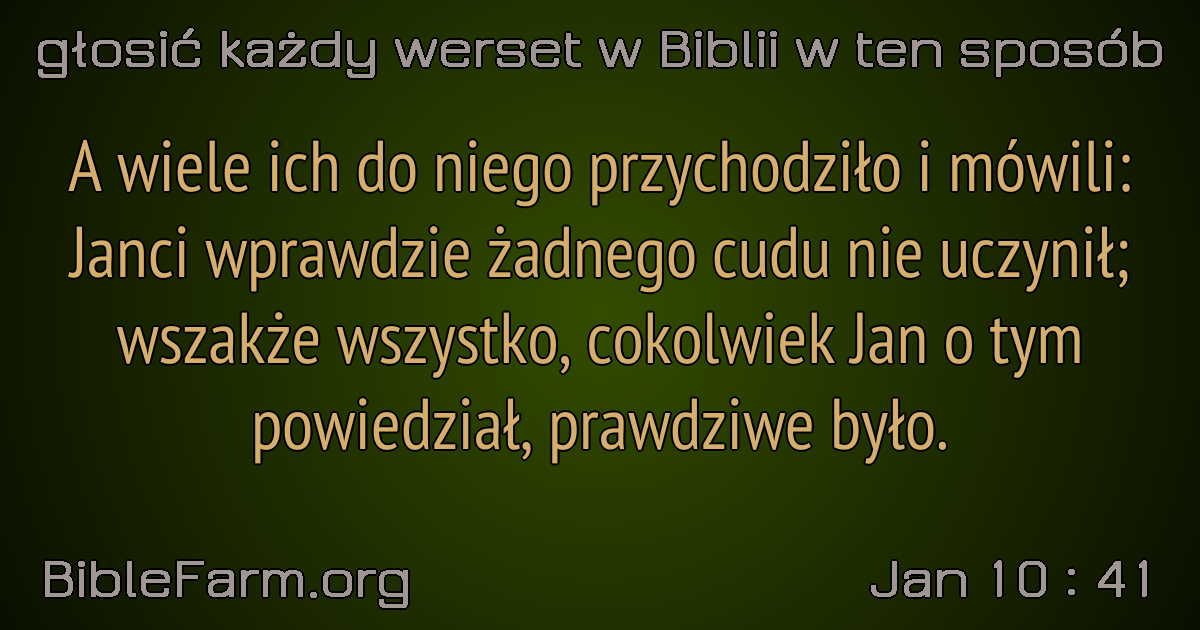 głosić każdy werset w Biblii w ten sposób
A wiele ich do niego przychodziło i mówili:
Janci wprawdzie żadnego cudu nie uczynił;
wszakże wszystko, cokolwiek Jan o tym
powiedział, prawdziwe było.
BibleFarm.org
Jan 10 : 41